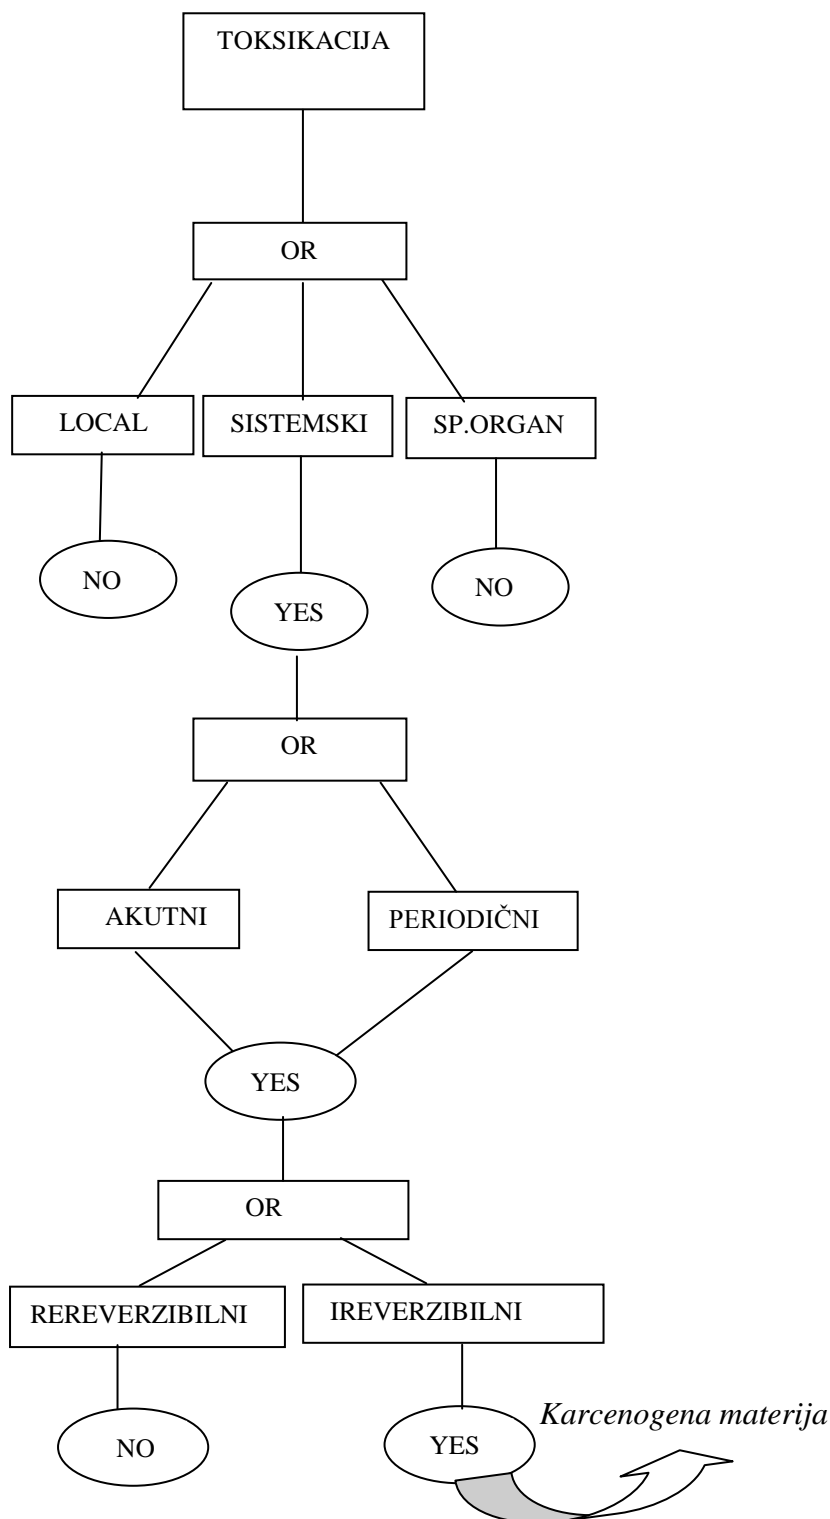 TOKSIKACIJA
OR
LOCAL
SISTEMSKI
SP.ORGAN
NO
YES
NO
OR
AKUTNI
PERIODIČNI
YES
OR
REREVERZIBILNI
IREVERZIBILNI
NO
YES
Karcenogena materija